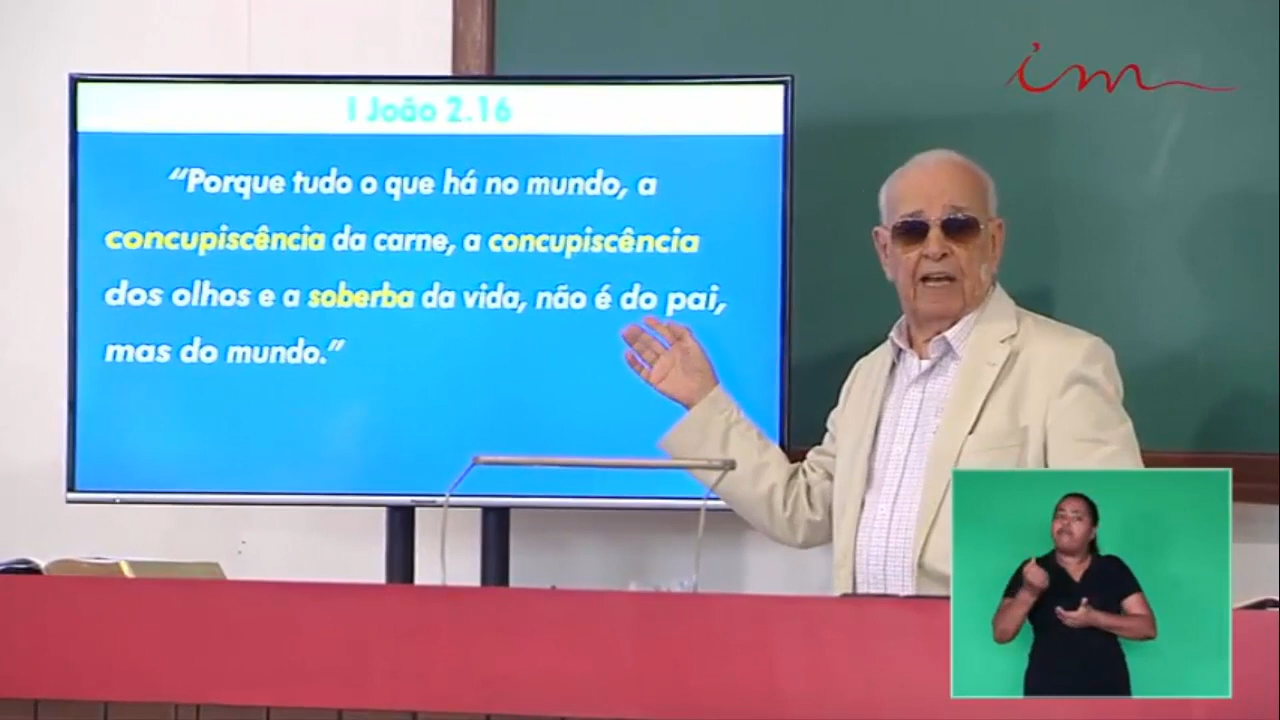 im
I João 2.16
“Porque tudo o que há no mundo, a
concupiscência da carne, a concupiscência
dos olhos e a soberba da vida, não é do pai,
mas do mundo.”